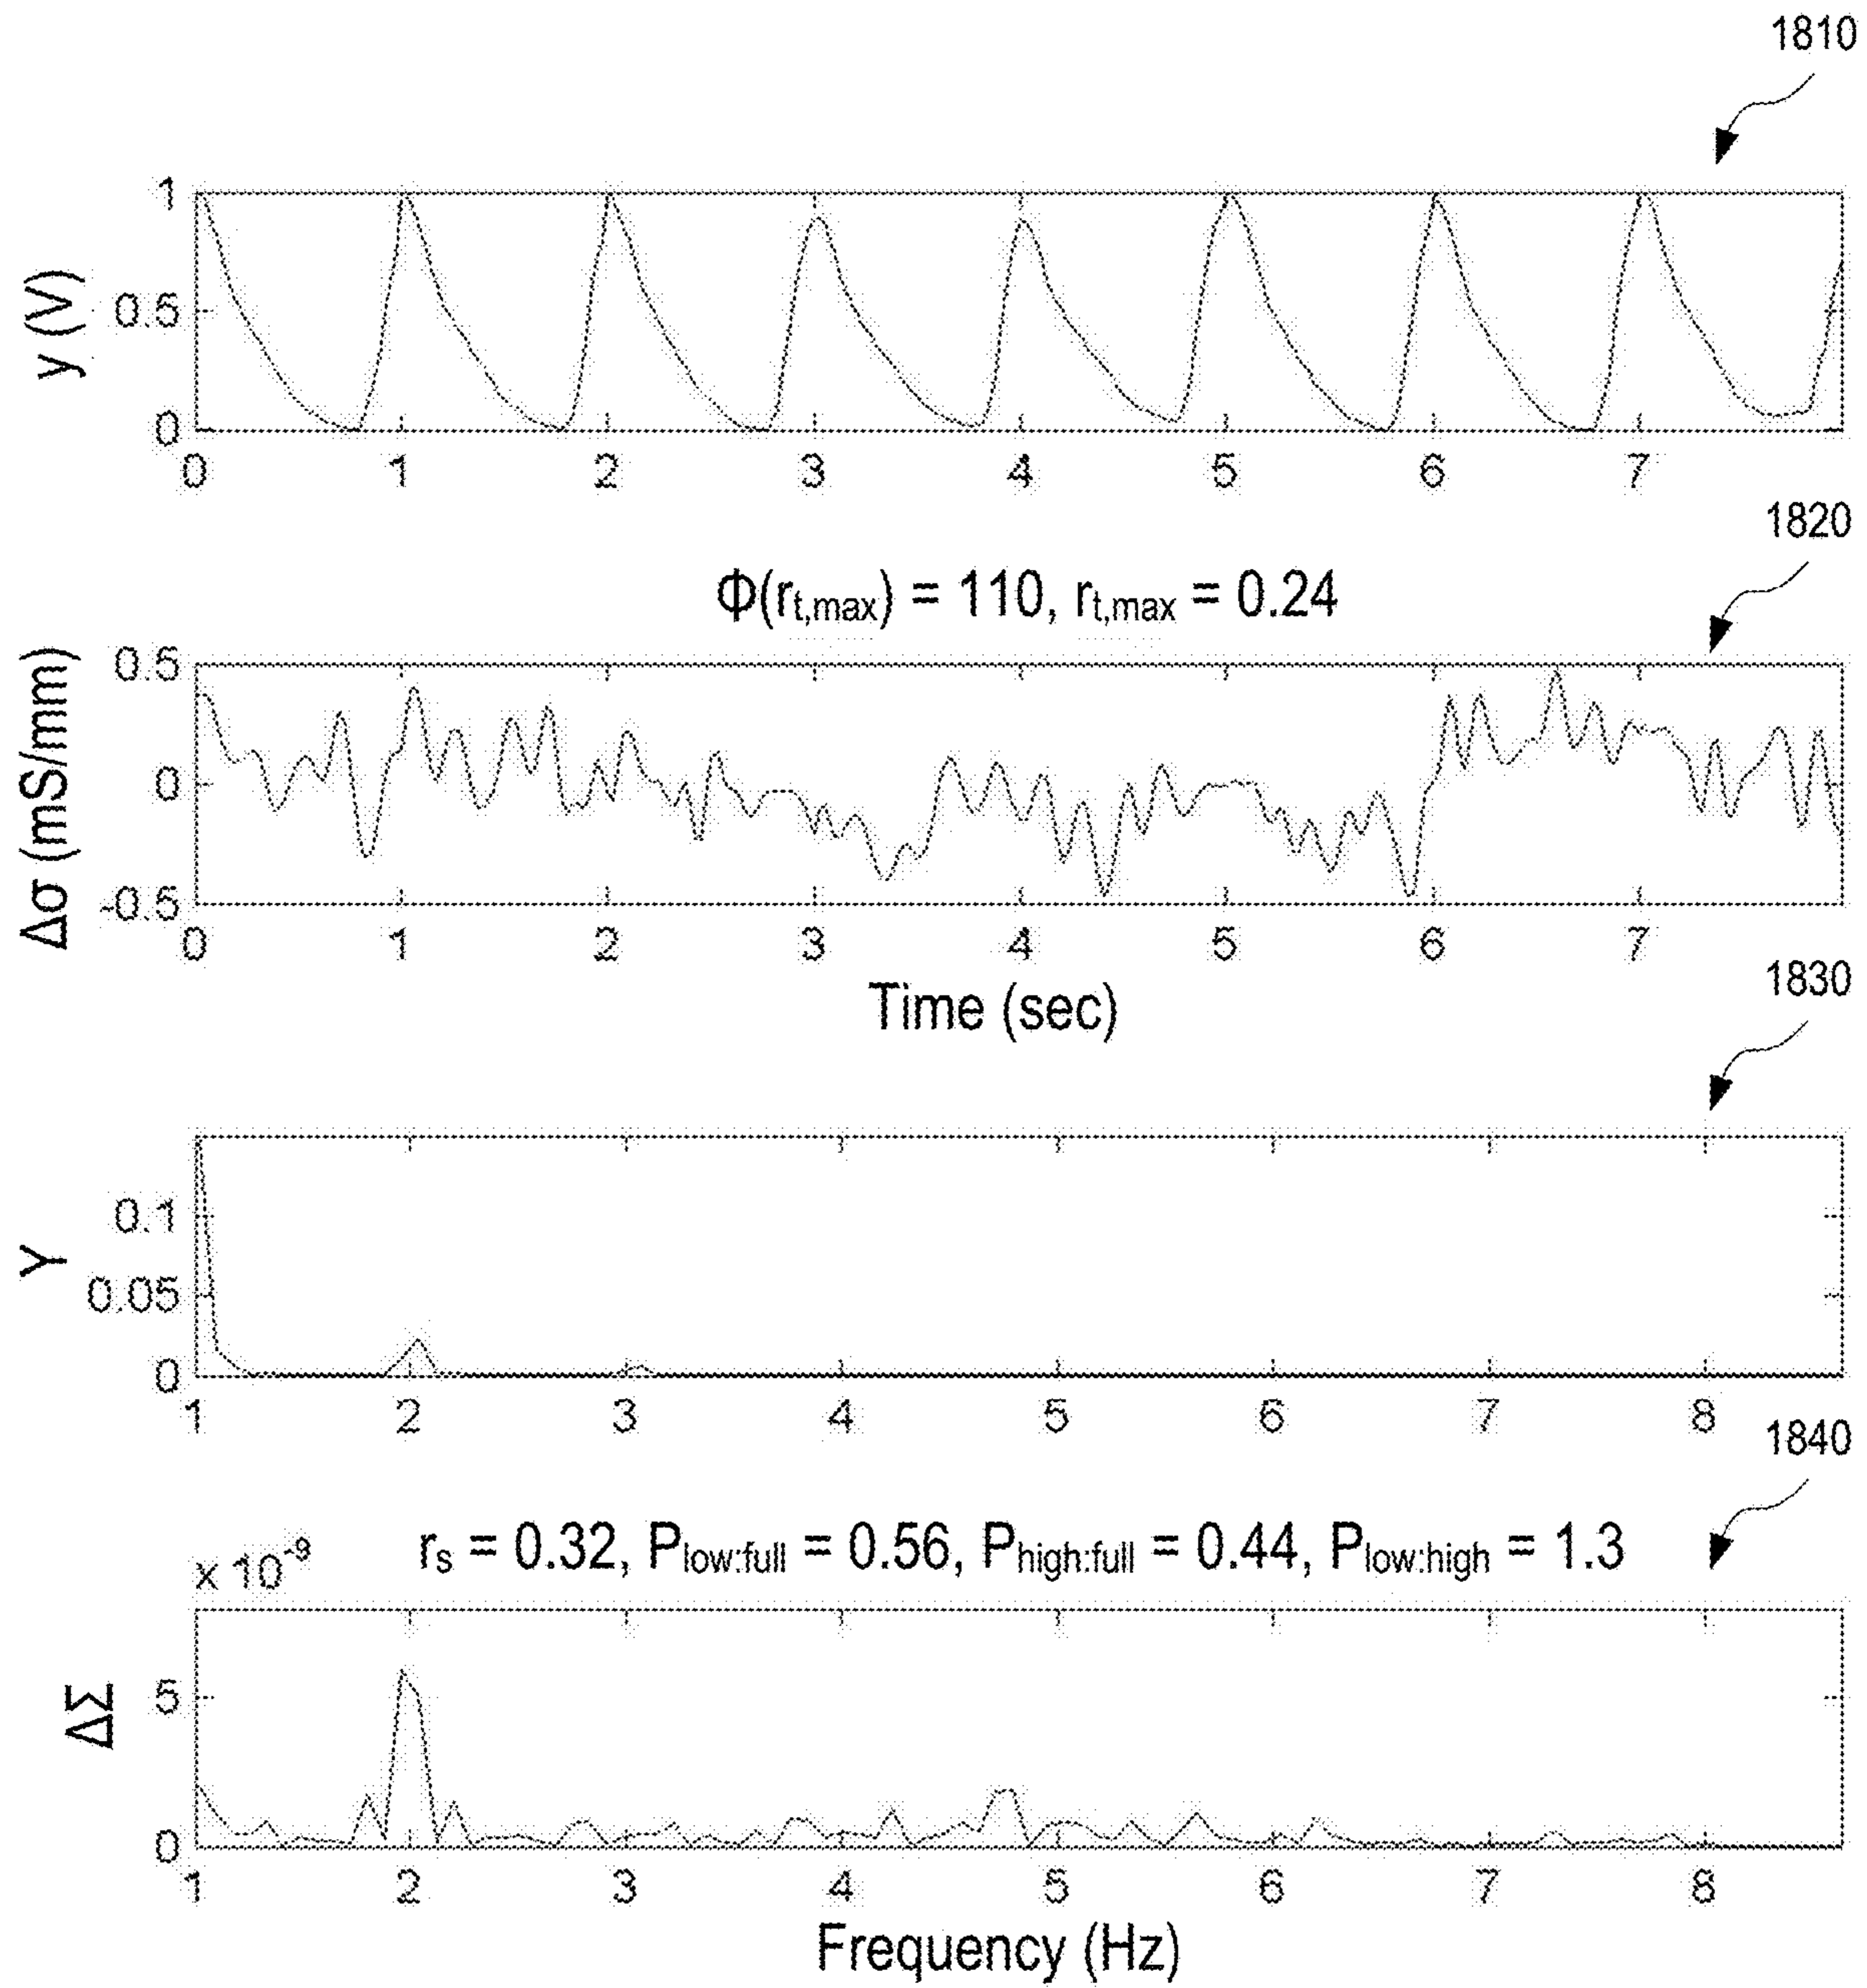 1810
y (V)
1
0.5
0
0 1 2 3 4 5 6 7
1820
Φ(rt,max) = 110, rt,max = 0.24
Δσ (mS/mm)
0.5
0
-0.5
0 1 2 3 4 5 6 7
Time (sec)
1830
Y
0.1
0.05
0
1 2 3 4 5 6 7 8
1840
x 10-9 rs = 0.32, Plow:full = 0.56, Phigh:full = 0.44, Plow:high = 1.3
ΔΣ
5
0
1 2 3 4 5 6 7 8
Frequency (Hz)